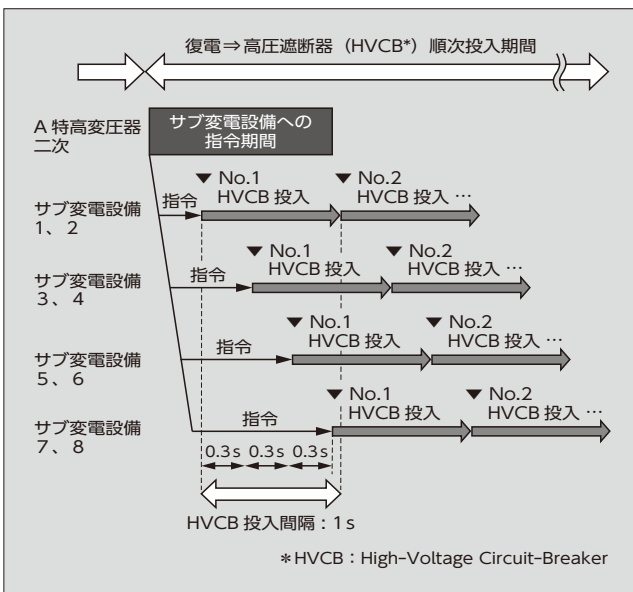 復電⇒高圧遮断器（HVCB*）順次投入期間
A 特高変圧器
二次
サブ変電設備への
指令期間
サブ変電設備
1、2
指令
▼ No.1
HVCB 投入
▼ No.2
HVCB 投入 …
サブ変電設備
3、4
指令
▼ No.1
HVCB 投入
▼ No.2
HVCB 投入 …
サブ変電設備
5、6
指令
▼ No.1
HVCB 投入
▼ No.2
HVCB 投入 …
サブ変電設備
7、8
指令
▼ No.1
HVCB 投入
▼ No.2
HVCB 投入 …
0.3s 0.3s 0.3s
HVCB 投入間隔：1s
＊HVCB：High-Voltage Circuit-Breaker